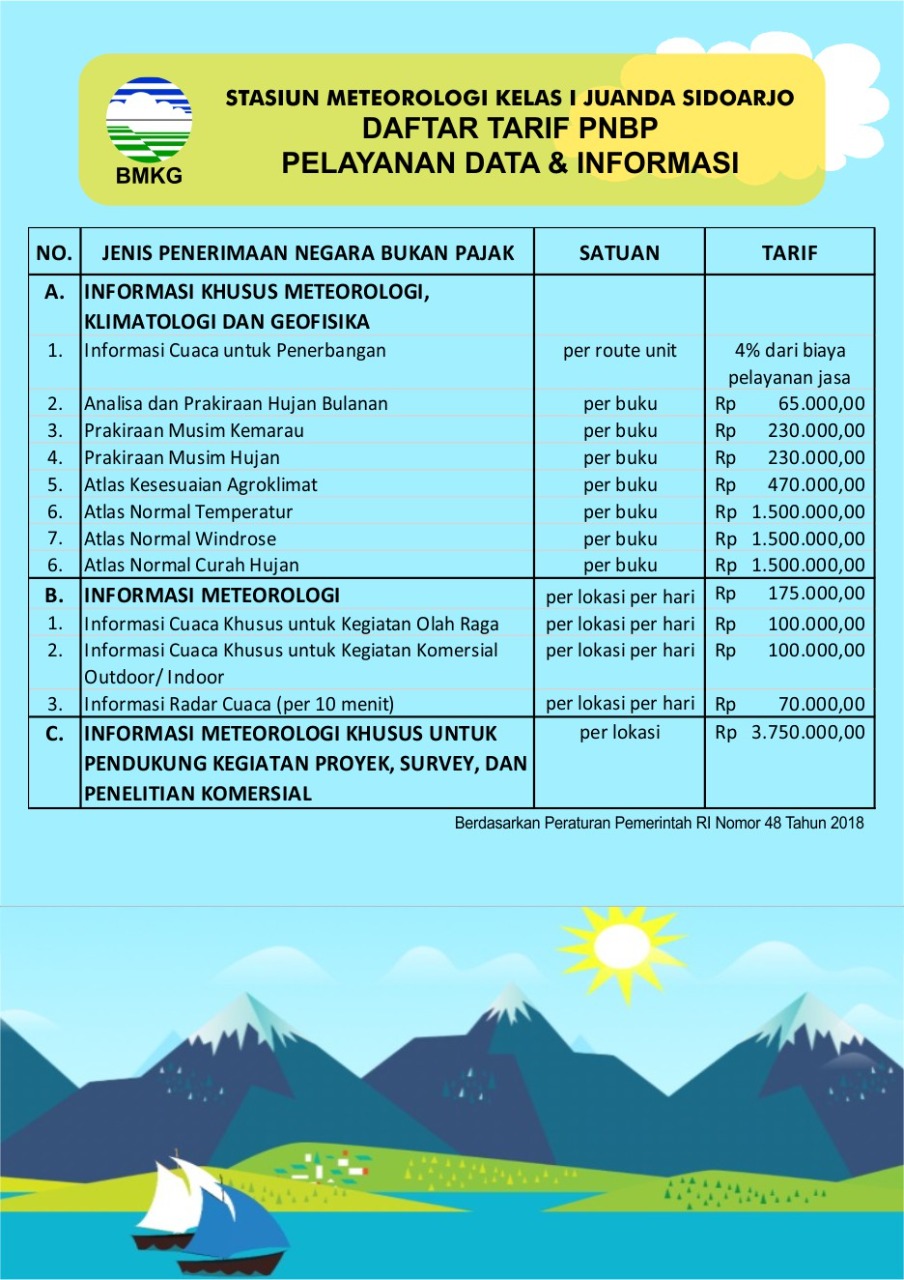 STASIUN METEOROLOGI KELAS I JUANDA SIDOARJO
DAFTAR TARIF PNBP
PELAYANAN DATA & INFORMASI
BMKG
NO. JENIS PENERIMAAN NEGARA BUKAN PAJAK SATUAN TARIF
A. INFORMASI KHUSUS METEOROLOGI,
KLIMATOLOGI DAN GEOFISIKA
1. Informasi Cuaca untuk Penerbangan per route unit 4% dari biaya
pelayanan jasa
2. Analisa dan Prakiraan Hujan Bulanan per buku Rp 65.000,00
3. Prakiraan Musim Kemarau per buku Rp 230.000,00
4. Prakiraan Musim Hujan per buku Rp 230.000,00
5. Atlas Kesesuaian Agroklimat per buku Rp 470.000,00
6. Atlas Normal Temperatur per buku Rp 1.500.000,00
7. Atlas Normal Windrose per buku Rp 1.500.000,00
6. Atlas Normal Curah Hujan per buku Rp 1.500.000,00
B. INFORMASI METEOROLOGI per lokasi per hari Rp 175.000,00
1. Informasi Cuaca Khusus untuk Kegiatan Olah Raga per lokasi per hari Rp 100.000,00
2. Informasi Cuaca Khusus untuk Kegiatan Komersial per lokasi per hari Rp 100.000,00
Outdoor/ Indoor
3. Informasi Radar Cuaca (per 10 menit) per lokasi per hari Rp 70.000,00
C. INFORMASI METEOROLOGI KHUSUS UNTUK per lokasi Rp 3.750.000,00
PENDUKUNG KEGIATAN PROYEK, SURVEY, DAN
PENELITIAN KOMERSIAL
Berdasarkan Peraturan Pemerintah RI Nomor 48 Tahun 2018